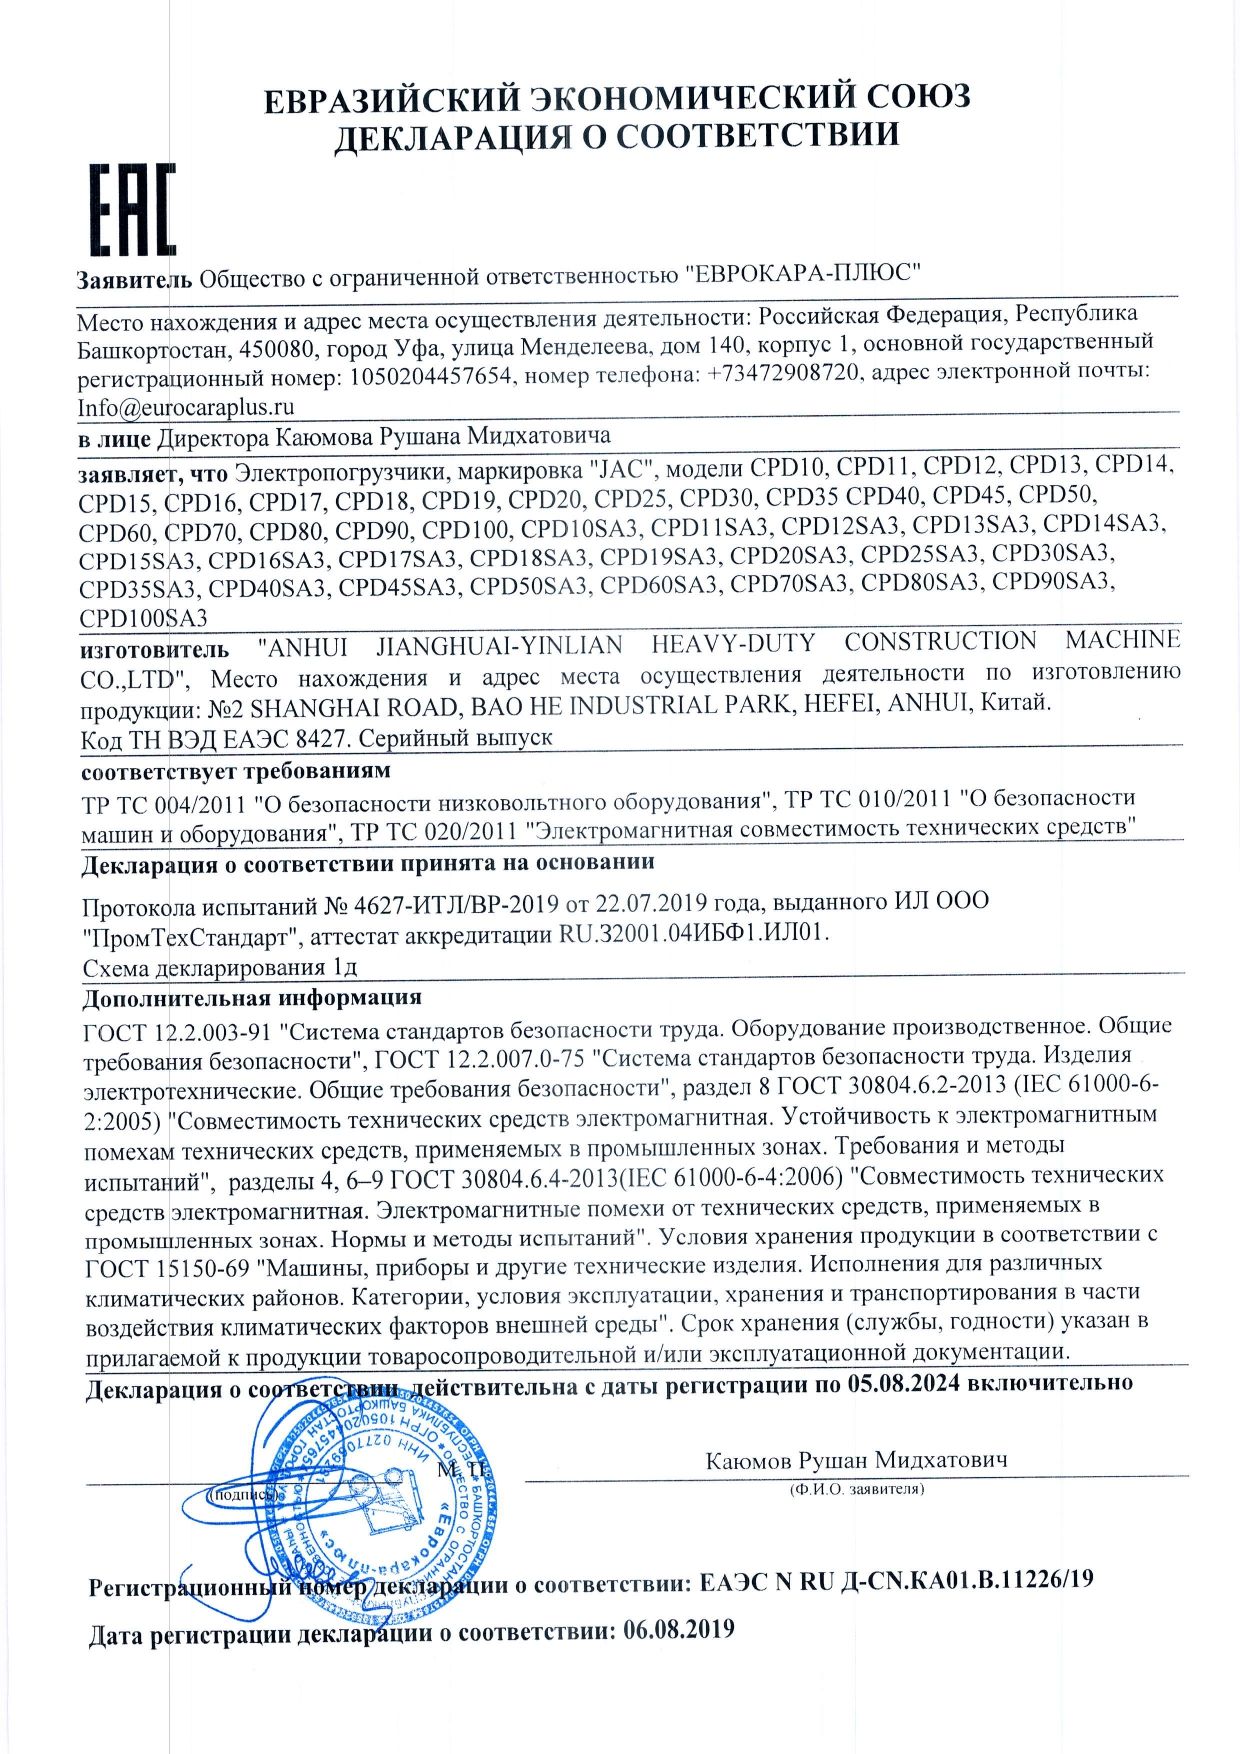 ЕВРАЗИЙСКИЙ ЭКОНОМИЧЕСКИЙ СОЮЗ
ДЕКЛАРАЦИЯ О СООТВЕТСТВИИ
ЕАС
Заявитель Общество с ограниченной ответственностью "ЕВРОКАРА-ПЛЮС"
Место нахождения и адрес места осуществления деятельности: Российская Федерация, Республика
Башкортостан, 450080, город Уфа, улица Менделеева, дом 140, корпус 1, основной государственный
регистрационный номер: 1050204457654, номер телефона: +73472908720, адрес электронной почты:
Info@eurocaraplus.ru
в лице Директора Каюмова Рушана Мидхатовича
заявляет, что Электропогрузчики, маркировка "JAC", модели CPD10, CPD11, CPD12, CPD13, CPD14,
CPD15, CPD16, CPD17, CPD18, CPD19, CPD20, CPD25, CPD30, CPD35 CPD40, CPD45, CPD50,
CPD60, CPD70, CPD80, CPD90, CPD100, CPD10SA3, CPD11SA3, CPD12SA3, CPD13SA3, CPD14SA3,
CPD15SA3, CPD16SA3, CPD17SA3, CPD18SA3, CPD19SA3, CPD20SA3, CPD25SA3, CPD30SA3,
CPD35SA3, CPD40SA3, CPD45SA3, CPD50SA3, CPD60SA3, CPD70SA3, CPD80SA3, CPD90SA3,
CPD100SA3
изготовитель "ANHUI JIANGHUAI-YINLIAN HEAVY-DUTY CONSTRUCTION MACHINE
CO.,LTD", Место нахождения и адрес места осуществления деятельности по изготовлению
продукции: №2 SHANGHAI ROAD, BAO HE INDUSTRIAL PARK, HEFEI, ANHUI, Китай.
Код ТН ВЭД ЕАЭС 8427. Серийный выпуск
соответствует требованиям
ТР ТС 004/2011 "О безопасности низковольтного оборудования", ТР ТС 010/2011 "О безопасности
машин и оборудования", ТР ТС 020/2011 "Электромагнитная совместимость технических средств"
Декларация о соответствии принята на основании
Протокола испытаний № 4627-ИТЛ/ВР-2019 от 22.07.2019 года, выданного ИЛ ООО
"ПромТехСтандарт", аттестат аккредитации RU.32001.04ИБФ1.ИЛ01.
Схема декларирования 1д
Дополнительная информация
ГОСТ 12.2.003-91 "Система стандартов безопасности труда. Оборудование производственное. Общие
требования безопасности", ГОСТ 12.2.007.0-75 "Система стандартов безопасности труда. Изделия
электротехнические. Общие требования безопасности", раздел 8 ГОСТ 30804.6.2-2013 (IEC 61000-6-
2:2005) "Совместимость технических средств электромагнитная. Устойчивость к электромагнитным
помехам технических средств, применяемых в промышленных зонах. Требования и методы
испытаний", разделы 4, 6–9 ГОСТ 30804.6.4-2013(IEC 61000-6-4:2006) "Совместимость технических
средств электромагнитная. Электромагнитные помехи от технических средств, применяемых в
промышленных зонах. Нормы и методы испытаний". Условия хранения продукции в соответствии с
ГОСТ 15150-69 "Машины, приборы и другие технические изделия. Исполнения для различных
климатических районов. Категории, условия эксплуатации, хранения и транспортирования в части
воздействия климатических факторов внешней среды". Срок хранения (службы, годности) указан в
прилагаемой к продукции товаросопроводительной и/или эксплуатационной документации.
Декларация о соответствии действительна с даты регистрации по 05.08.2024 включительно
М. П.
Каюмов Рушан Мидхатович
(подпись)
(Ф.И.О. заявителя)
«Еврокара-плюс»
Регистрационный номер декларации о соответствии: ЕАЭС N RU Д-CN.КА01.В.11226/19
Дата регистрации декларации о соответствии: 06.08.2019